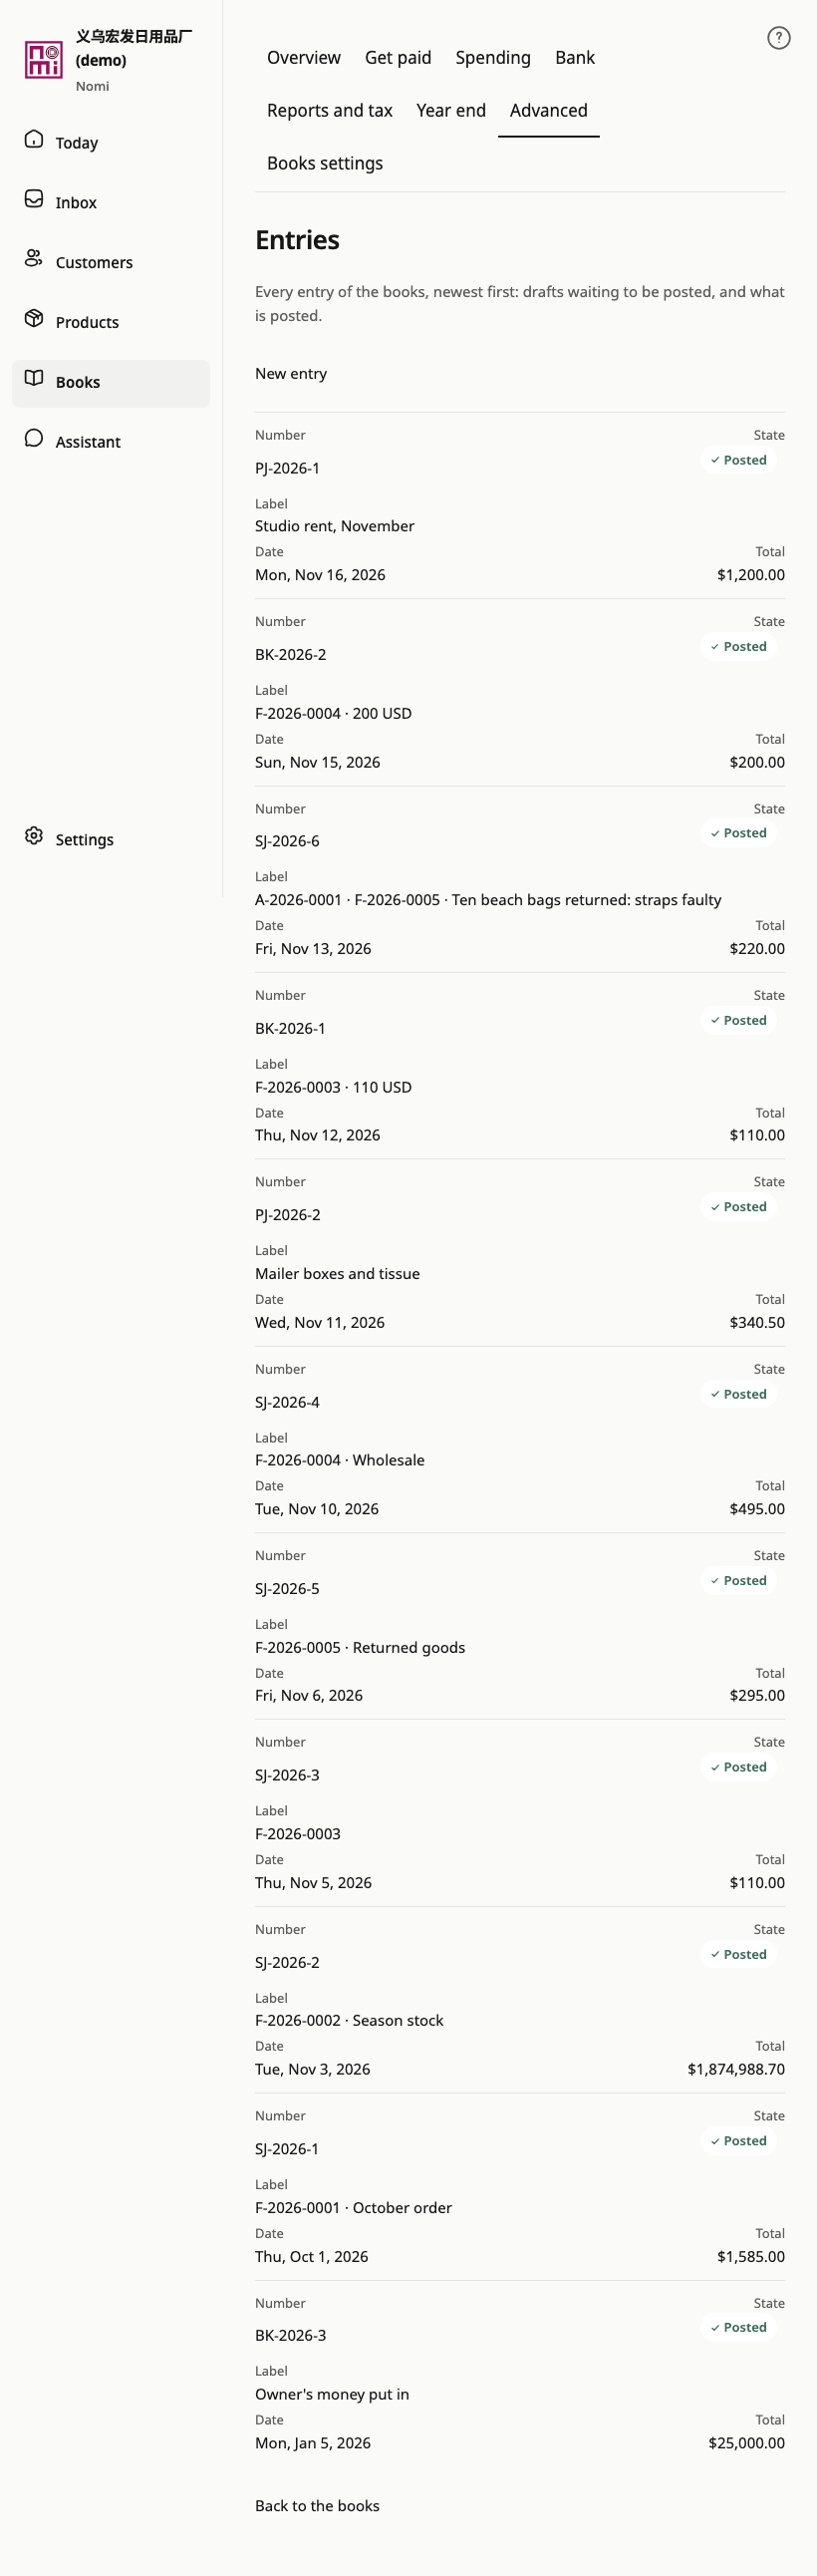 义乌宏发日用品厂
(demo)
Nomi
Today
Inbox
Customers
Products
Books
Assistant
Settings
Overview Get paid Spending Bank
Reports and tax Year end Advanced
Books settings
Entries
Every entry of the books, newest first: drafts waiting to be posted, and what
is posted.
New entry
Number State
PJ-2026-1 Posted
Label
Studio rent, November
Date Total
Mon, Nov 16, 2026 $1,200.00
Number State
BK-2026-2 Posted
Label
F-2026-0004 · 200 USD
Date Total
Sun, Nov 15, 2026 $200.00
Number State
SJ-2026-6 Posted
Label
A-2026-0001 · F-2026-0005 · Ten beach bags returned: straps faulty
Date Total
Fri, Nov 13, 2026 $220.00
Number State
BK-2026-1 Posted
Label
F-2026-0003 · 110 USD
Date Total
Thu, Nov 12, 2026 $110.00
Number State
PJ-2026-2 Posted
Label
Mailer boxes and tissue
Date Total
Wed, Nov 11, 2026 $340.50
Number State
SJ-2026-4 Posted
Label
F-2026-0004 · Wholesale
Date Total
Tue, Nov 10, 2026 $495.00
Number State
SJ-2026-5 Posted
Label
F-2026-0005 · Returned goods
Date Total
Fri, Nov 6, 2026 $295.00
Number State
SJ-2026-3 Posted
Label
F-2026-0003
Date Total
Thu, Nov 5, 2026 $110.00
Number State
SJ-2026-2 Posted
Label
F-2026-0002 · Season stock
Date Total
Tue, Nov 3, 2026 $1,874,988.70
Number State
SJ-2026-1 Posted
Label
F-2026-0001 · October order
Date Total
Thu, Oct 1, 2026 $1,585.00
Number State
BK-2026-3 Posted
Label
Owner's money put in
Date Total
Mon, Jan 5, 2026 $25,000.00
Back to the books